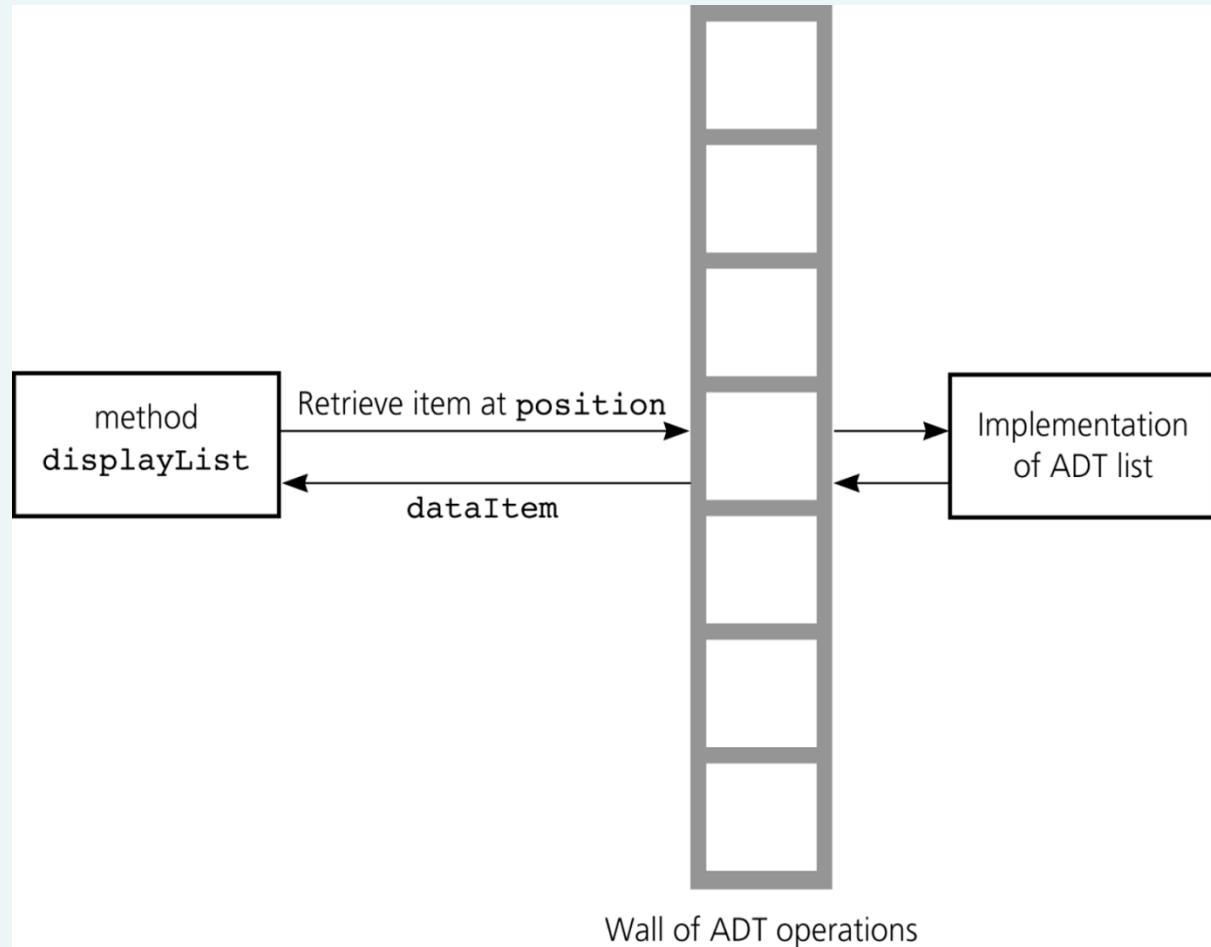 method
displayList
Retrieve item at position
dataItem
Implementation
of ADT list
Wall of ADT operations